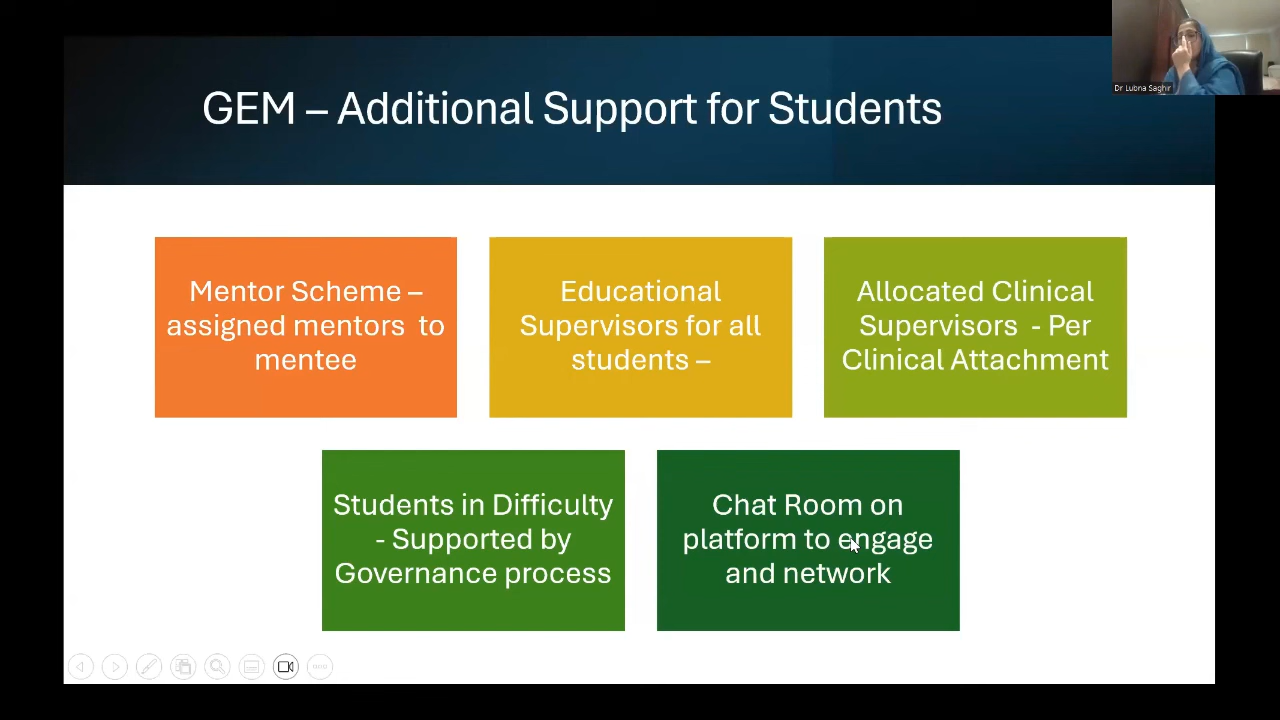 GEM – Additional Support for Students
Dr Lubna Saghir
Mentor Scheme –
assigned mentors  to
mentee
Educational
Supervisors for all
students –
Allocated Clinical
Supervisors  - Per
Clinical Attachment
Students in Difficulty
- Supported by
Governance process
Chat Room on
platform to engage
and network